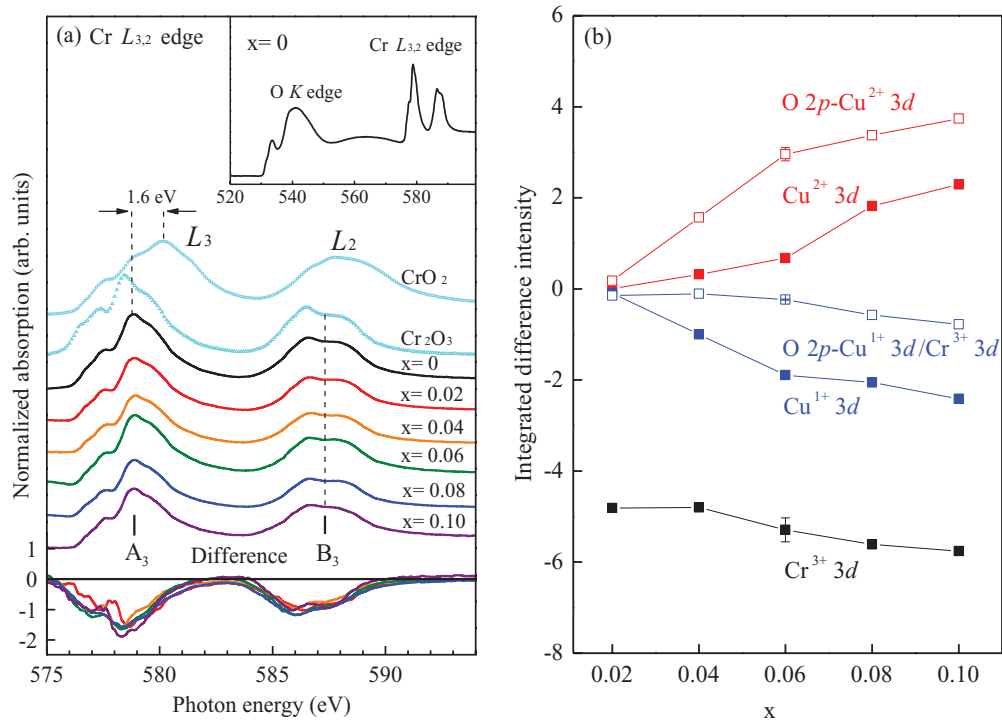 (a) Cr L₃,₂ edge
x= 0
Cr L₃,₂ edge
O K edge
520 540 560 580
1.6 eV
L₃
L₂
CrO₂
Cr₂O₃
x= 0
x= 0.02
x= 0.04
x= 0.06
x= 0.08
x= 0.10
A₃
Difference
B₃
1
0
-1
-2
575 580 585 590
Photon energy (eV)
Normalized absorption (arb. units)
(b)
O 2p-Cu²⁺ 3d
Cu²⁺ 3d
O 2p-Cu¹⁺ 3d/Cr³⁺ 3d
Cu¹⁺ 3d
Cr³⁺ 3d
6
4
2
0
-2
-4
-6
-8
0.02 0.04 0.06 0.08 0.10
x
Integrated difference intensity